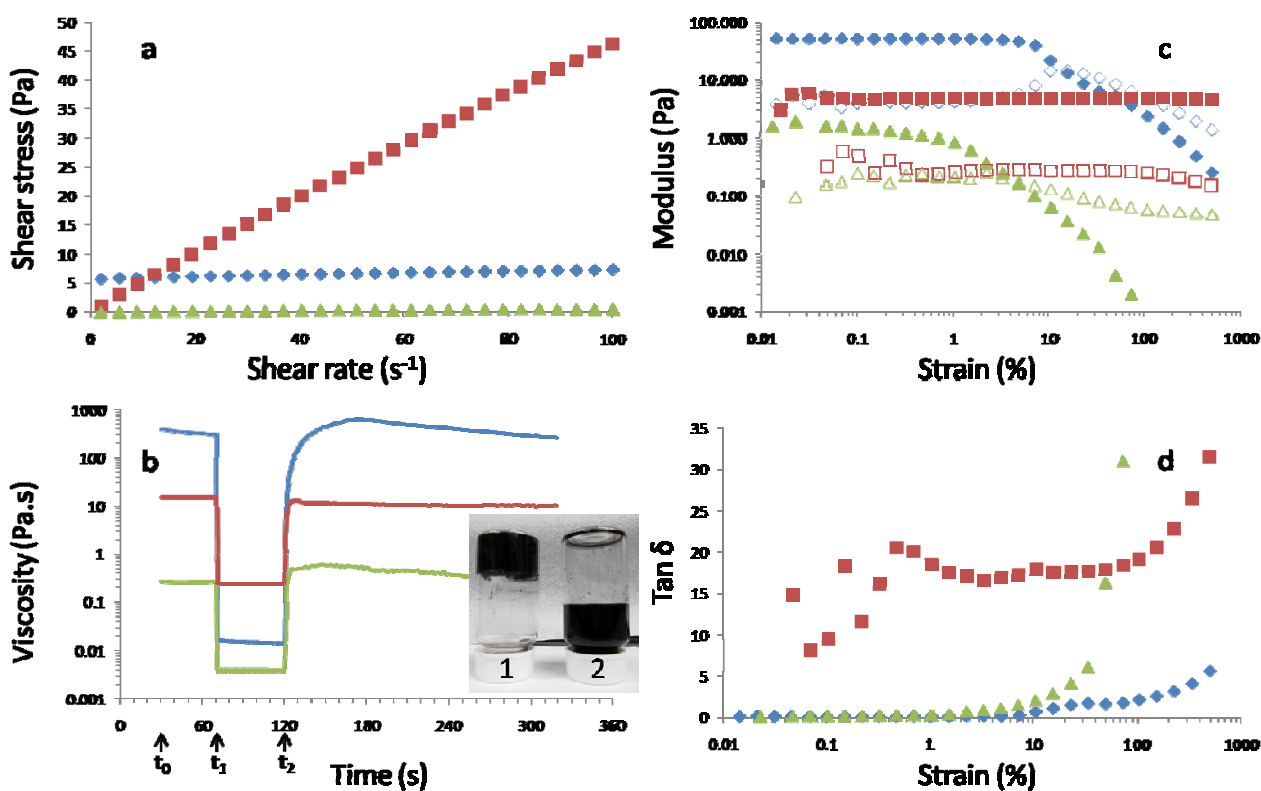 50
45
40
35
30
25
20
15
10
5
0
a
Shear stress (Pa)
0 20 40 60 80 100
Shear rate (s⁻¹)
100.000
10.000
1.000
0.100
0.010
0.001
c
Modulus (Pa)
0.01 0.1 1 10 100 1000
Strain (%)
1000
100
10
1
0.1
0.01
0.001
b
Viscosity (Pa.s)
1 2
0 60 120 180 240 300 360
t₀ t₁ t₂
Time (s)
35
30
25
20
15
10
5
0
d
Tan δ
0.01 0.1 1 10 100 1000
Strain (%)